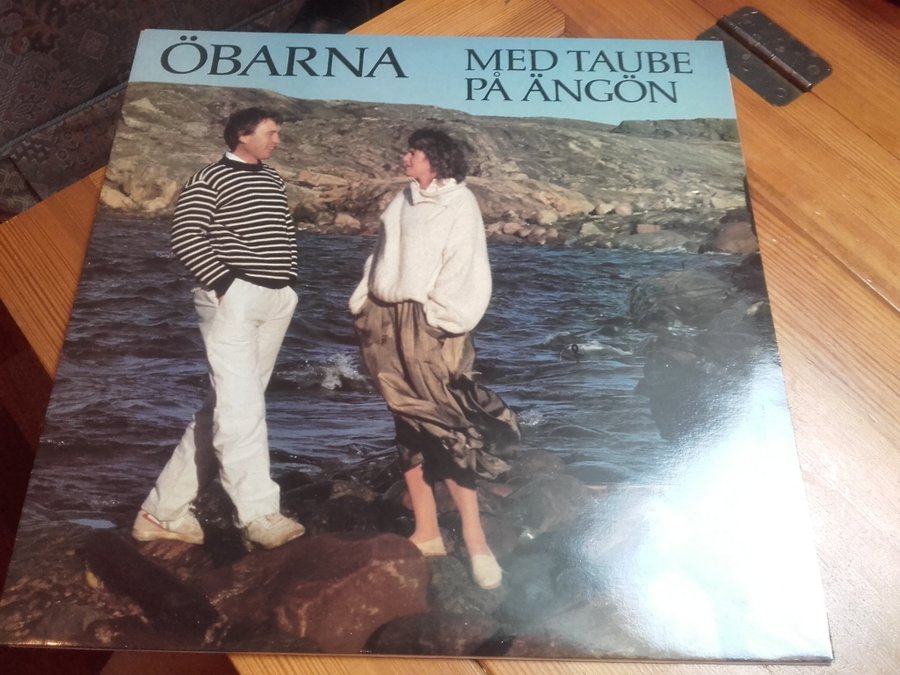 ÖBARNA
MED TAUBE
PÅ ÄNGÖN